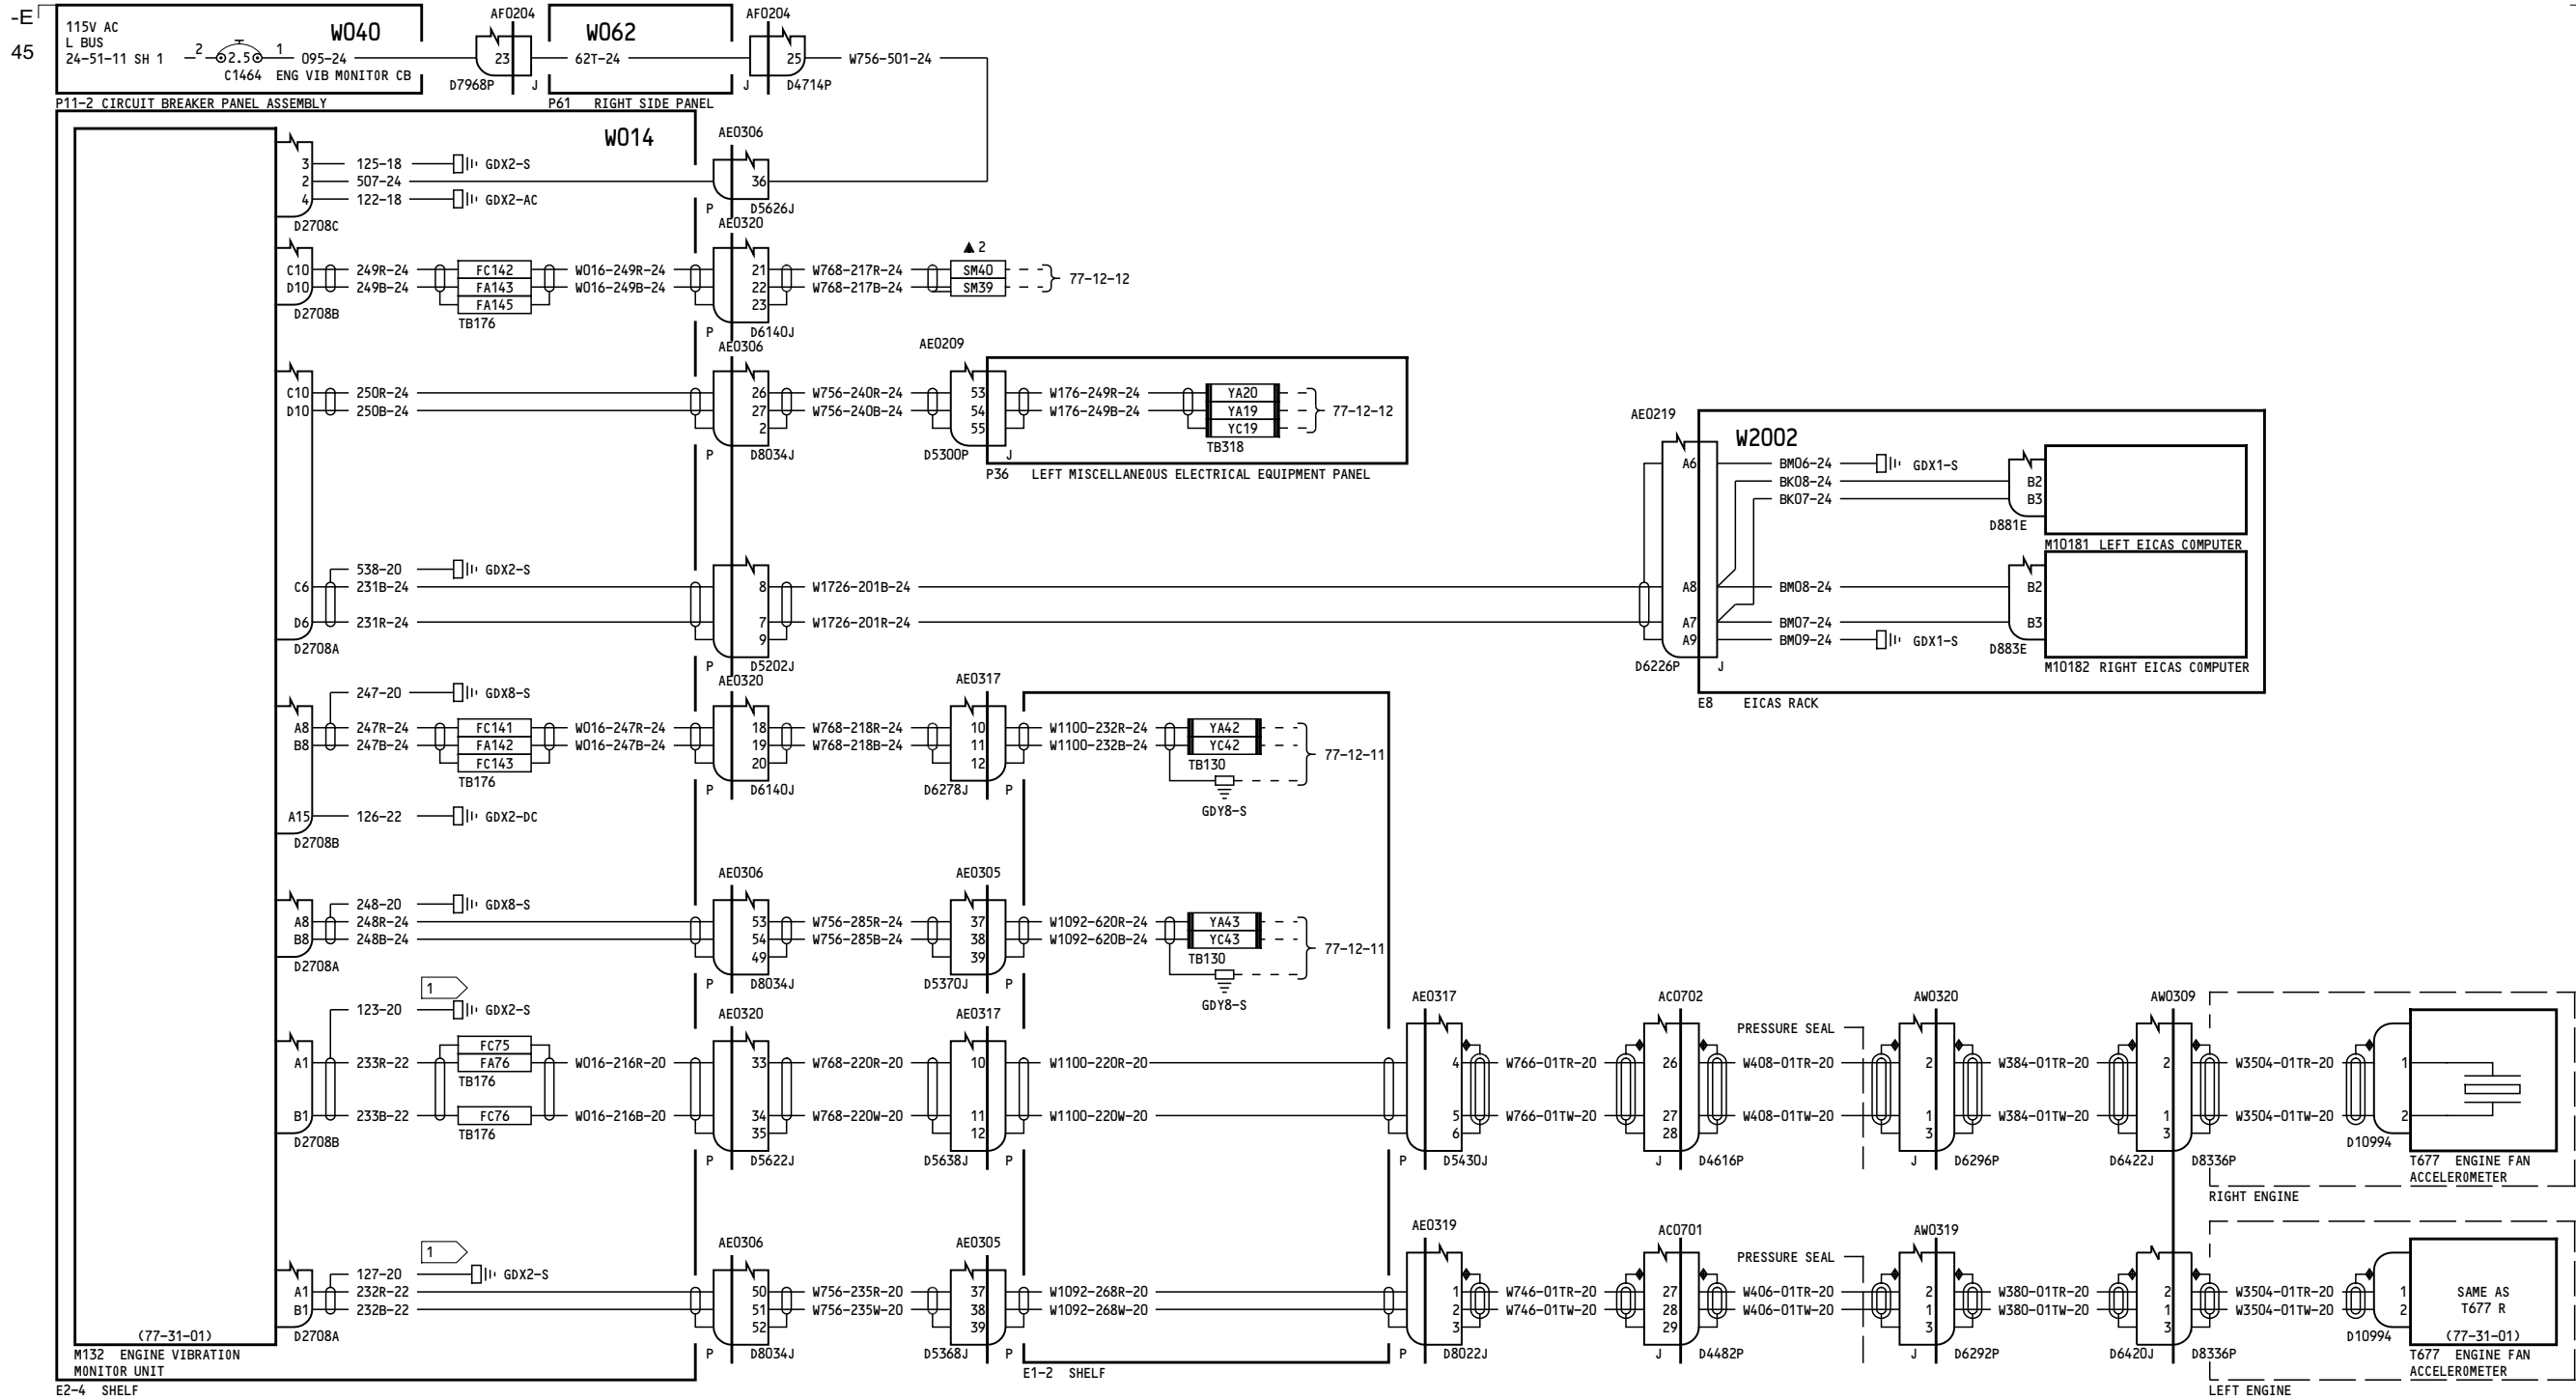 -E
45
115V AC
L BUS
24-51-11 SH 1
2
2.5
1
C1464 ENG VIB MONITOR CB
095-24
W040
AF0204
23
D7968P
J
W062
62T-24
AF0204
25
J
D4714P
W756-501-24
P11-2 CIRCUIT BREAKER PANEL ASSEMBLY
P61 RIGHT SIDE PANEL
W014
AE0306
3
125-18
GDX2-S
2
507-24
36
4
122-18
GDX2-AC
P
D5626J
D2708C
AE0320
▲ 2
C10
249R-24
FC142
W016-249R-24
21
W768-217R-24
SM40
D10
249B-24
FA143
W016-249B-24
22
W768-217B-24
SM39
77-12-12
FA145
23
D2708B
TB176
P
D6140J
AE0306
AE0209
C10
250R-24
26
W756-240R-24
53
W176-249R-24
YA20
D10
250B-24
27
W756-240B-24
54
W176-249B-24
YA19
77-12-12
2
55
YC19
TB318
P
D8034J
D5300P
J
P36 LEFT MISCELLANEOUS ELECTRICAL EQUIPMENT PANEL
AE0219
W2002
A6
BM06-24
GDX1-S
BK08-24
B2
BK07-24
B3
D881E
M10181 LEFT EICAS COMPUTER
538-20
GDX2-S
C6
231B-24
8
W1726-201B-24
A8
BM08-24
B2
D6
231R-24
7
W1726-201R-24
A7
BM07-24
B3
9
A9
BM09-24
GDX1-S
D883E
D2708A
P
D5202J
D6226P
J
M10182 RIGHT EICAS COMPUTER
E8 EICAS RACK
AE0320
AE0317
247-20
GDX8-S
A8
247R-24
FC141
W016-247R-24
18
W768-218R-24
10
W1100-232R-24
YA42
B8
247B-24
FA142
W016-247B-24
19
W768-218B-24
11
W1100-232B-24
YC42
77-12-11
FC143
20
12
TB130
TB176
P
D6140J
D6278J
P
GDY8-S
A15
126-22
GDX2-DC
D2708B
AE0306
AE0305
248-20
GDX8-S
A8
248R-24
53
W756-285R-24
37
W1092-620R-24
YA43
B8
248B-24
54
W756-285B-24
38
W1092-620B-24
YC43
77-12-11
49
39
TB130
D2708A
P
D8034J
D5370J
P
GDY8-S
1
123-20
GDX2-S
AE0320
AE0317
AE0317
AC0702
AW0320
AW0309
PRESSURE SEAL
FC75
A1
233R-22
FA76
W016-216R-20
33
W768-220R-20
10
W1100-220R-20
4
W766-01TR-20
26
W408-01TR-20
2
W384-01TR-20
2
W3504-01TR-20
1
TB176
B1
233B-22
FC76
W016-216B-20
34
W768-220W-20
11
W1100-220W-20
5
W766-01TW-20
27
W408-01TW-20
1
W384-01TW-20
1
W3504-01TW-20
2
35
12
6
28
3
3
D2708B
TB176
P
D5622J
D5638J
P
P
D5430J
J
D4616P
J
D6296P
D6422J
D8336P
D10994
T677 ENGINE FAN
ACCELEROMETER
RIGHT ENGINE
1
127-20
GDX2-S
AE0306
AE0305
AE0319
AC0701
AW0319
PRESSURE SEAL
A1
232R-22
50
W756-235R-20
37
W1092-268R-20
1
W746-01TR-20
27
W406-01TR-20
2
W380-01TR-20
2
W3504-01TR-20
1
SAME AS
B1
232B-22
51
W756-235W-20
38
W1092-268W-20
2
W746-01TW-20
28
W406-01TW-20
1
W380-01TW-20
1
W3504-01TW-20
2
T677 R
52
39
3
29
3
3
(77-31-01)
D2708A
P
D8034J
D5368J
P
P
D8022J
J
D4482P
J
D6292P
D6420J
D8336P
D10994
(77-31-01)
M132 ENGINE VIBRATION
MONITOR UNIT
E2-4 SHELF
E1-2 SHELF
T677 ENGINE FAN
ACCELEROMETER
LEFT ENGINE